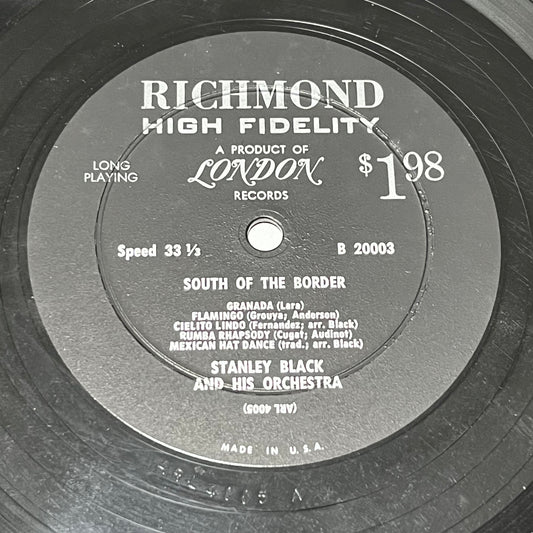 RICHMOND
HIGH FIDELITY
A PRODUCT OF
LONDON
RECORDS
LONG
PLAYING
$1.98
Speed 33 1/3
B 20003
SOUTH OF THE BORDER
GRANADA (Lara)
FLAMINGO (Grouya; Anderson)
CIELITO LINDO (Fernandez; arr. Black)
RUMBA RHAPSODY (Cugat; Audinot)
MEXICAN HAT DANCE (trad.; arr. Black)
STANLEY BLACK
AND HIS ORCHESTRA
(ARL 4005)
MADE IN U.S.A.